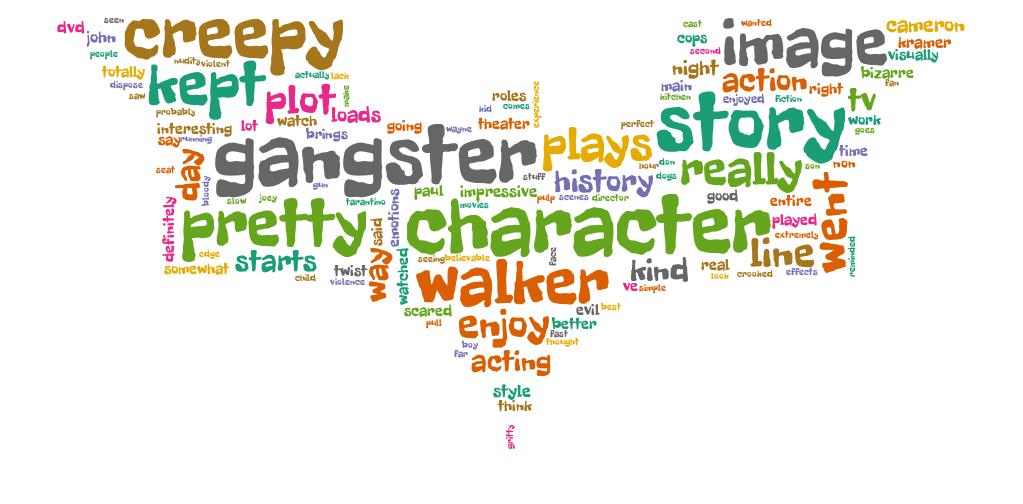 seen
cast
wanted
dvd
creepy
image
cameron
john
cops
kramer
people
second
visually
nudity
violent
totally
kept
actually
lack
night
action
right
bizarre
dispose
plot
make
main
fan
saw
loads
roles
experience
kitchen
enjoyed
fiction
tv
probably
watch
kid
comes
story
work
interesting
lot
brings
going
wayne
theater
perfect
goes
say
running
gangster
plays
hour
don
really
son
time
non
seat
day
bloody
gun
stuff
history
dogs
went
slow
joey
tarantino
emotions
paul
impressive
movies
pulp
scenes
director
good
entire
definitely
pretty
said
character
played
extremely
edge
way
line
reminded
somewhat
starts
twist
watched
seeing
believable
face
kind
real
look
crooked
effects
child
violence
walker
ve
simple
scared
evil
best
pull
enjoy
better
fast
boy
thought
far
acting
style
think
gritty